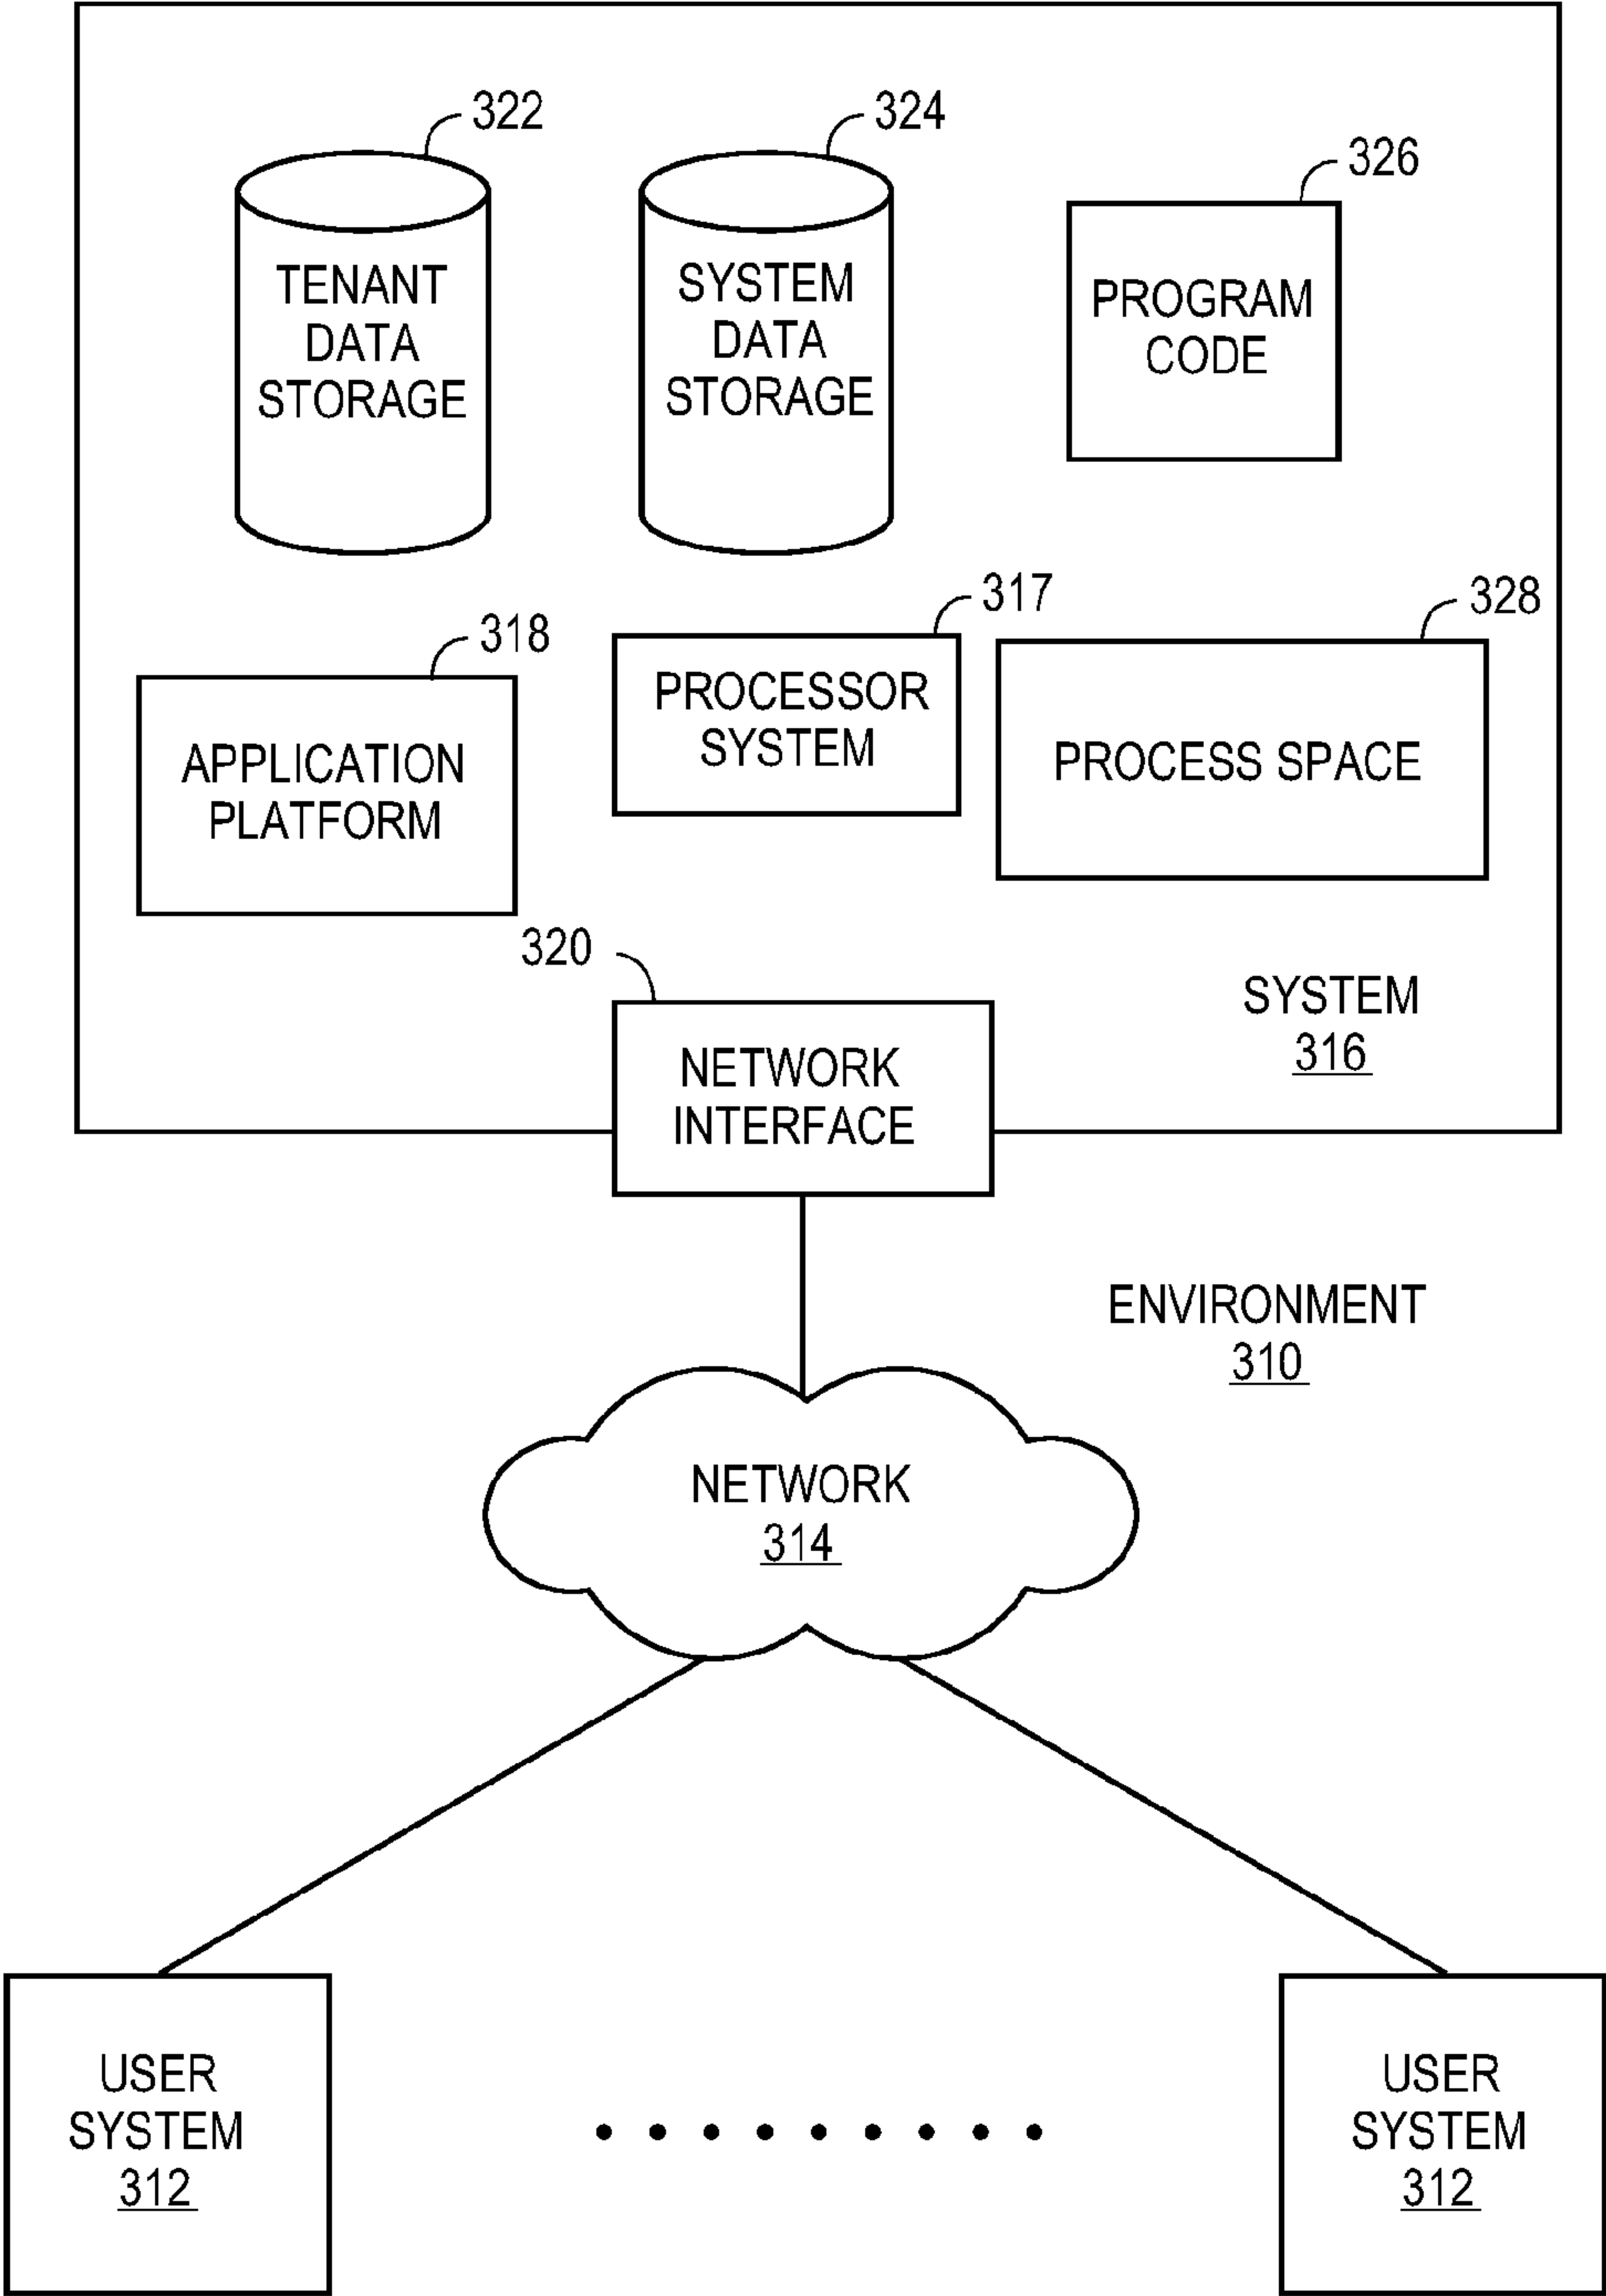 322
324
326
TENANT
DATA
STORAGE
SYSTEM
DATA
STORAGE
PROGRAM
CODE
317
328
318
PROCESSOR
SYSTEM
PROCESS SPACE
APPLICATION
PLATFORM
320
SYSTEM
316
NETWORK
INTERFACE
ENVIRONMENT
310
NETWORK
314
USER
SYSTEM
312
USER
SYSTEM
312